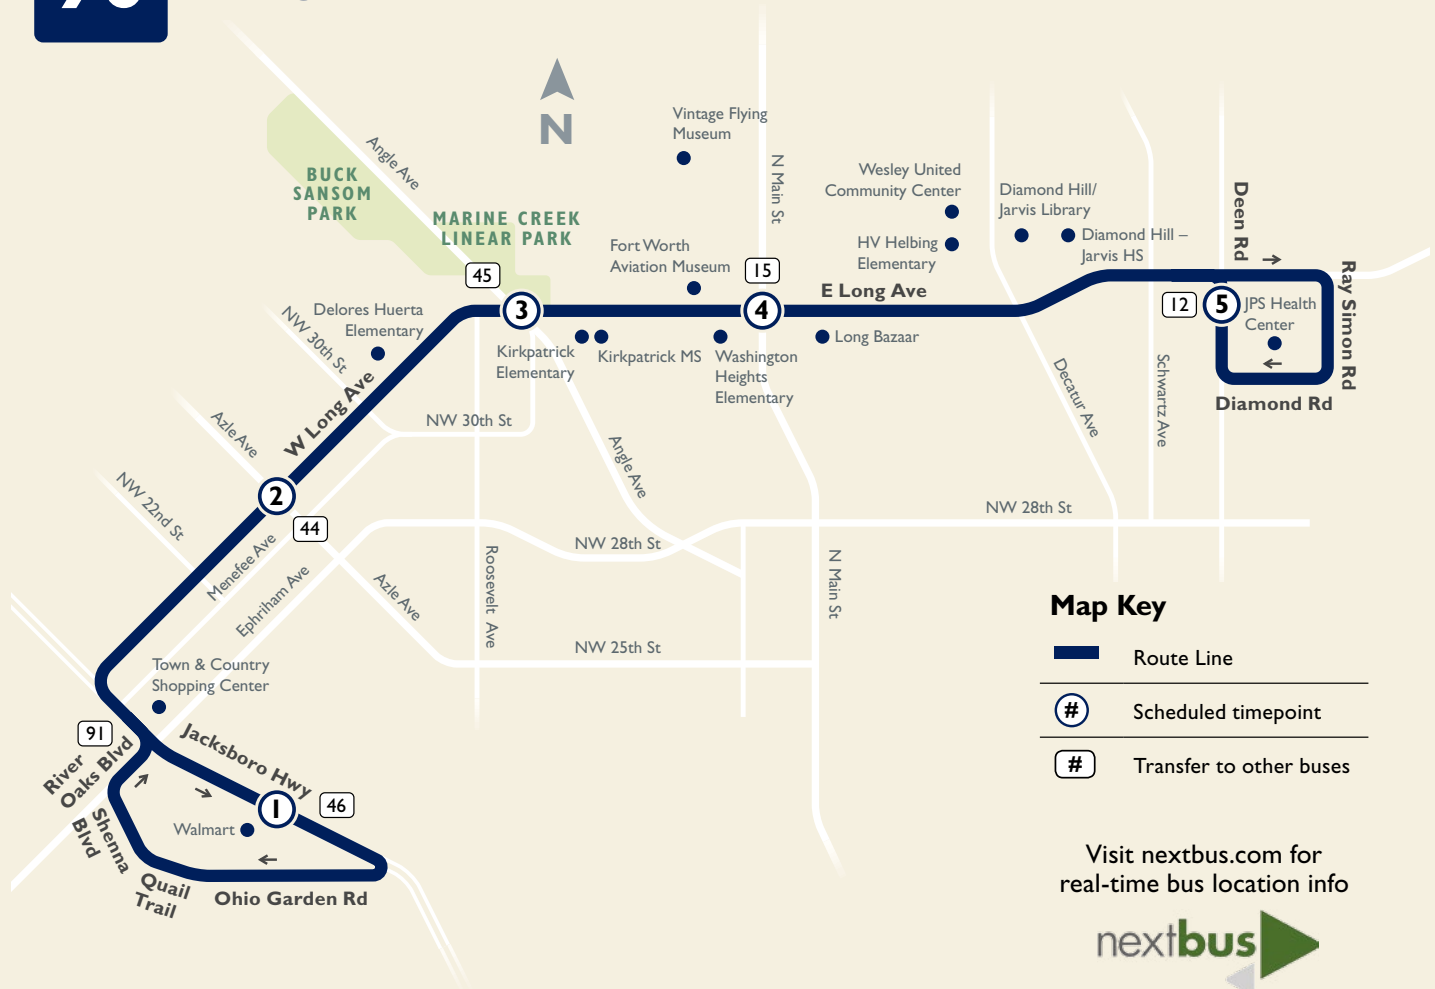 N
Vintage Flying
Museum
Angle Ave
BUCK
SANSOM
PARK
MARINE CREEK
LINEAR PARK
N Main St
Wesley United
Community Center
Diamond Hill/
Jarvis Library
Deen Rd
HV Helbing
Elementary
Diamond Hill –
Jarvis HS
Fort Worth
Aviation Museum
45
15
E Long Ave
Ray Simon Rd
Delores Huerta
Elementary
NW 30th St
3
4
12
5
JPS Health
Center
Kirkpatrick
Elementary
Kirkpatrick MS
Washington
Heights
Elementary
Long Bazaar
W Long Ave
Decatur Ave
Schwartz Ave
Diamond Rd
Azle Ave
NW 30th St
Angle Ave
2
NW 22nd St
44
NW 28th St
Menefee Ave
NW 28th St
Ephriham Ave
Azle Ave
Roosevelt Ave
N Main St
NW 25th St
Map Key
Route Line
#
Scheduled timepoint
#
Transfer to other buses
Town & Country
Shopping Center
91
River
Oaks Blvd
Jacksboro Hwy
1
46
Walmart
Shenna
Blvd
Quail
Trail
Ohio Garden Rd
Visit nextbus.com for
real-time bus location info
nextbus